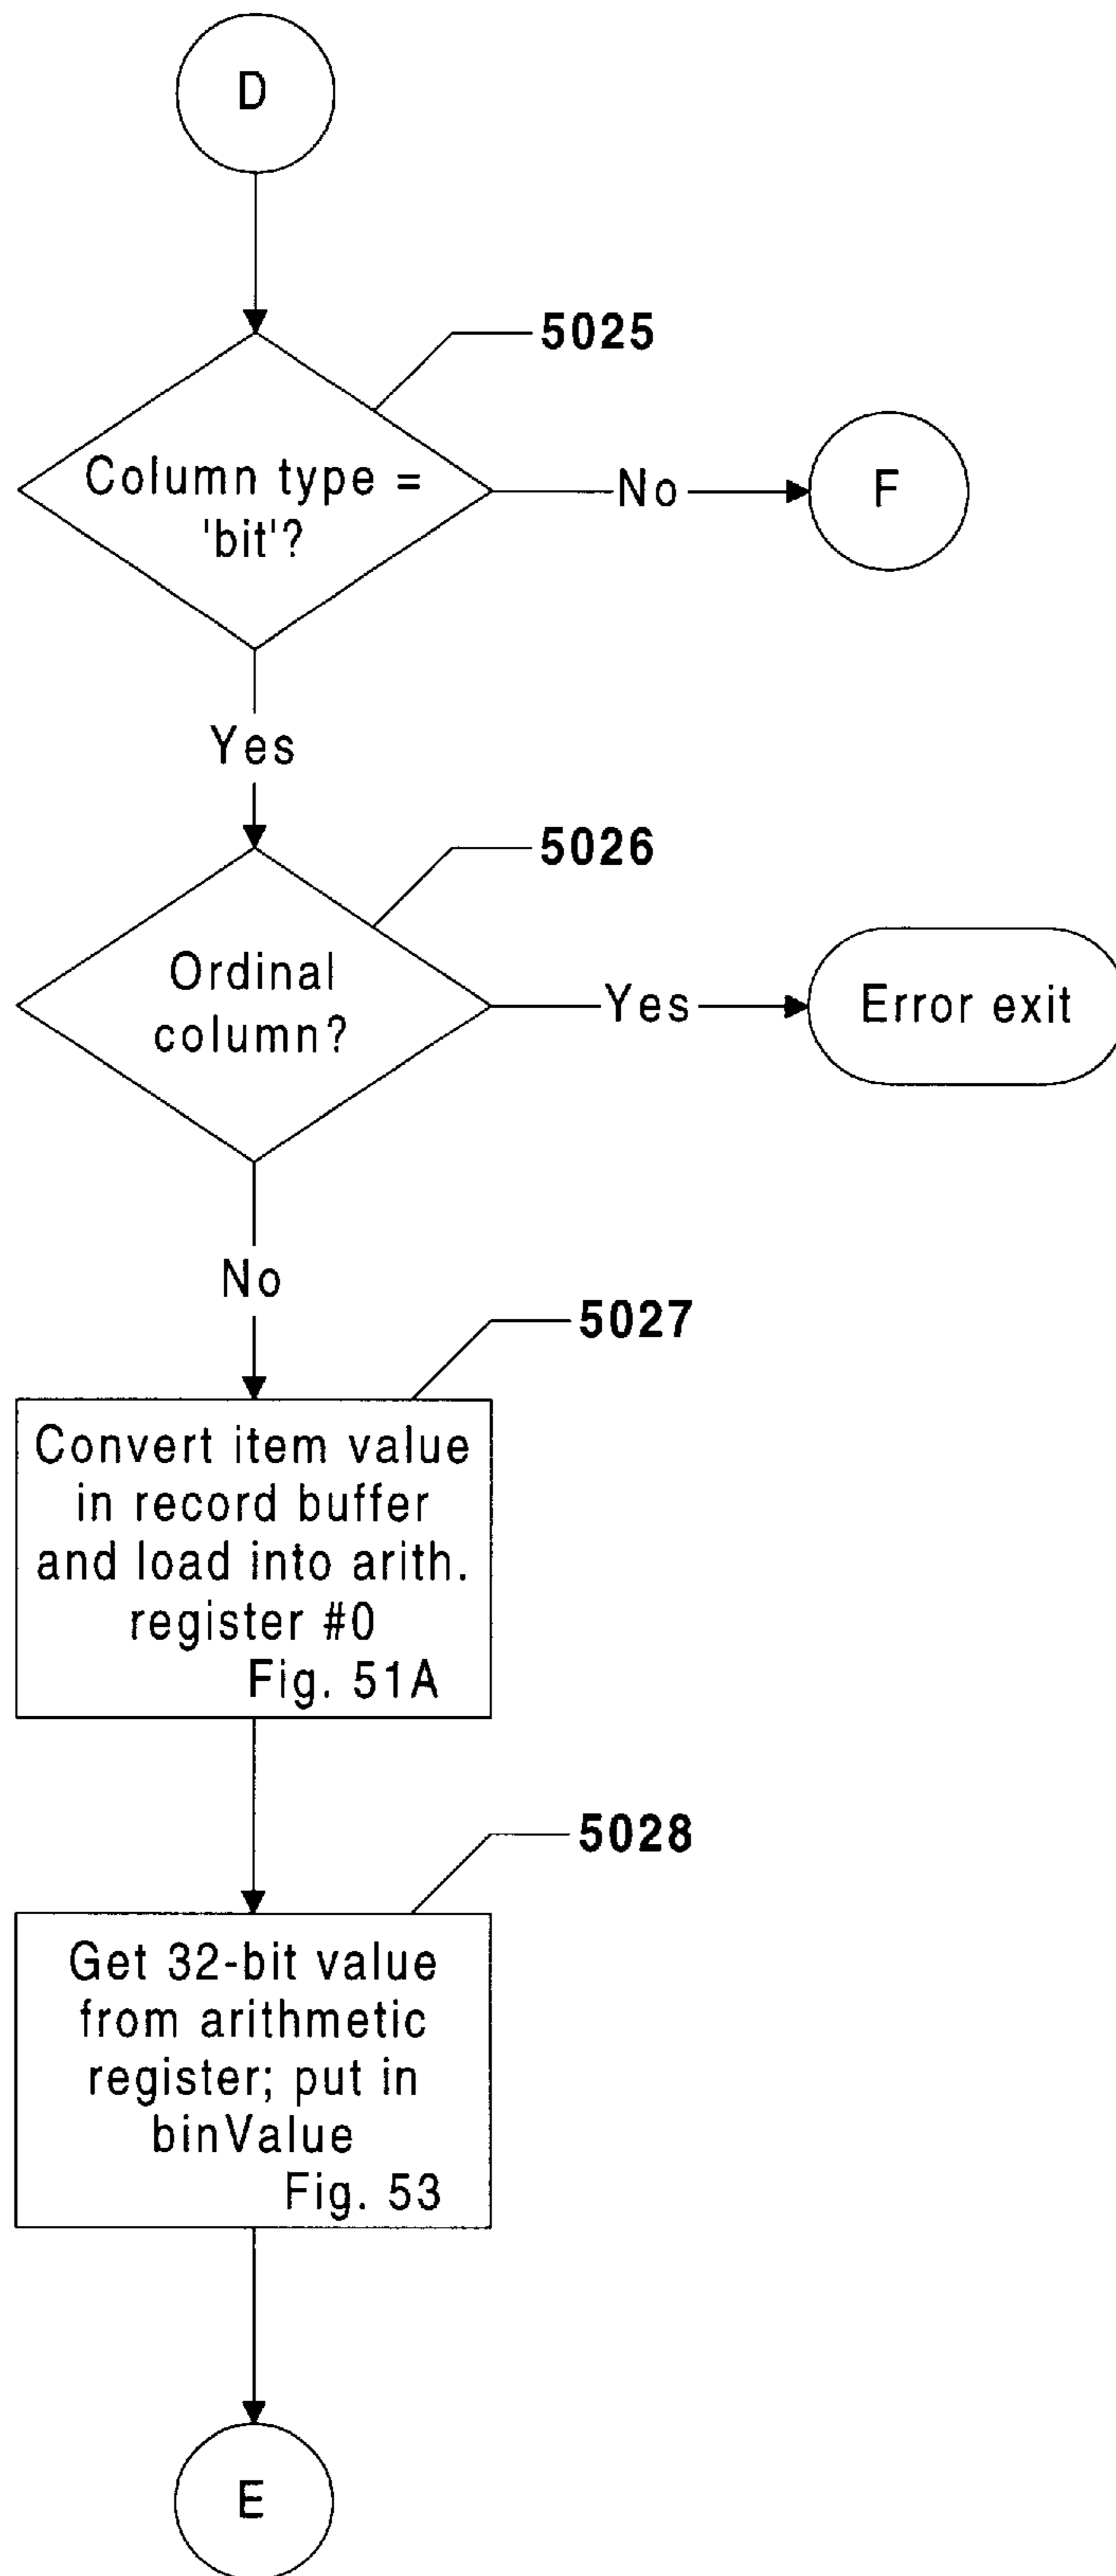 D
5025
Column type =
'bit'?
No
F
Yes
5026
Ordinal
column?
Yes
Error exit
No
5027
Convert item value
in record buffer
and load into arith.
register #0
Fig. 51A
5028
Get 32-bit value
from arithmetic
register; put in
binValue
Fig. 53
E